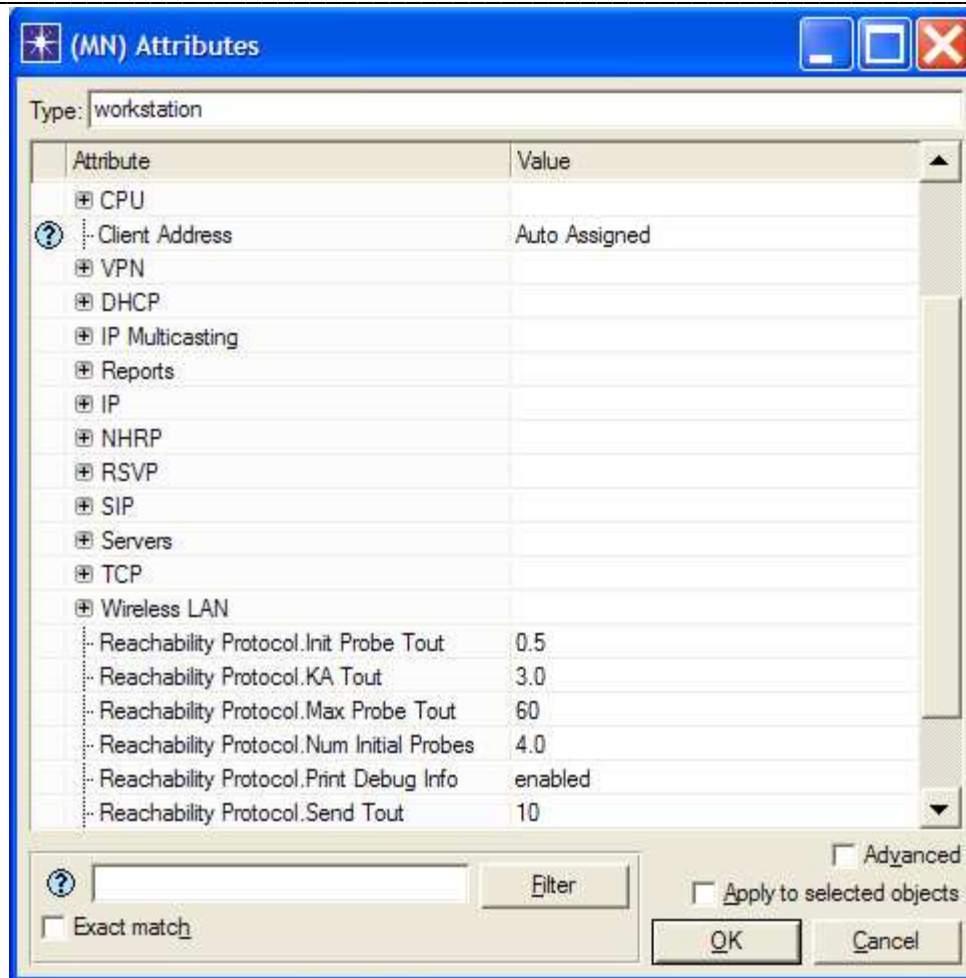 (MN) Attributes
Type: workstation
Attribute Value
CPU
Client Address Auto Assigned
VPN
DHCP
IP Multicasting
Reports
IP
NHRP
RSVP
SIP
Servers
TCP
Wireless LAN
Reachability Protocol.Init Probe Tout 0.5
Reachability Protocol.KA Tout 3.0
Reachability Protocol.Max Probe Tout 60
Reachability Protocol.Num Initial Probes 4.0
Reachability Protocol.Print Debug Info enabled
Reachability Protocol.Send Tout 10
Advanced
Filter
Apply to selected objects
Exact match
OK Cancel